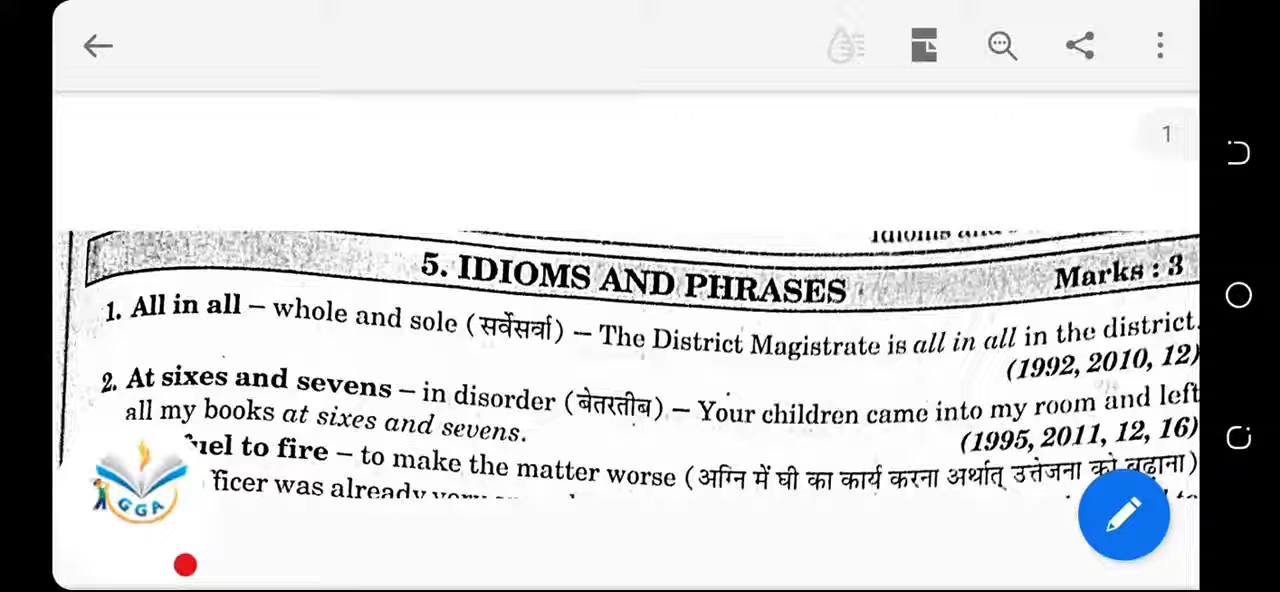 1
5. IDIOMS AND PHRASES
Marks : 3
1. All in all – whole and sole (सर्वेसर्वा) – The District Magistrate is all in all in the district.
(1992, 2010, 12)
2. At sixes and sevens – in disorder (बेतरतीब) – Your children came into my room and left
all my books at sixes and sevens.
(1995, 2011, 12, 16)
fuel to fire – to make the matter worse (अग्नि में घी का कार्य करना अर्थात् उत्तेजना को बढ़ाना)
ficer was already
GGA